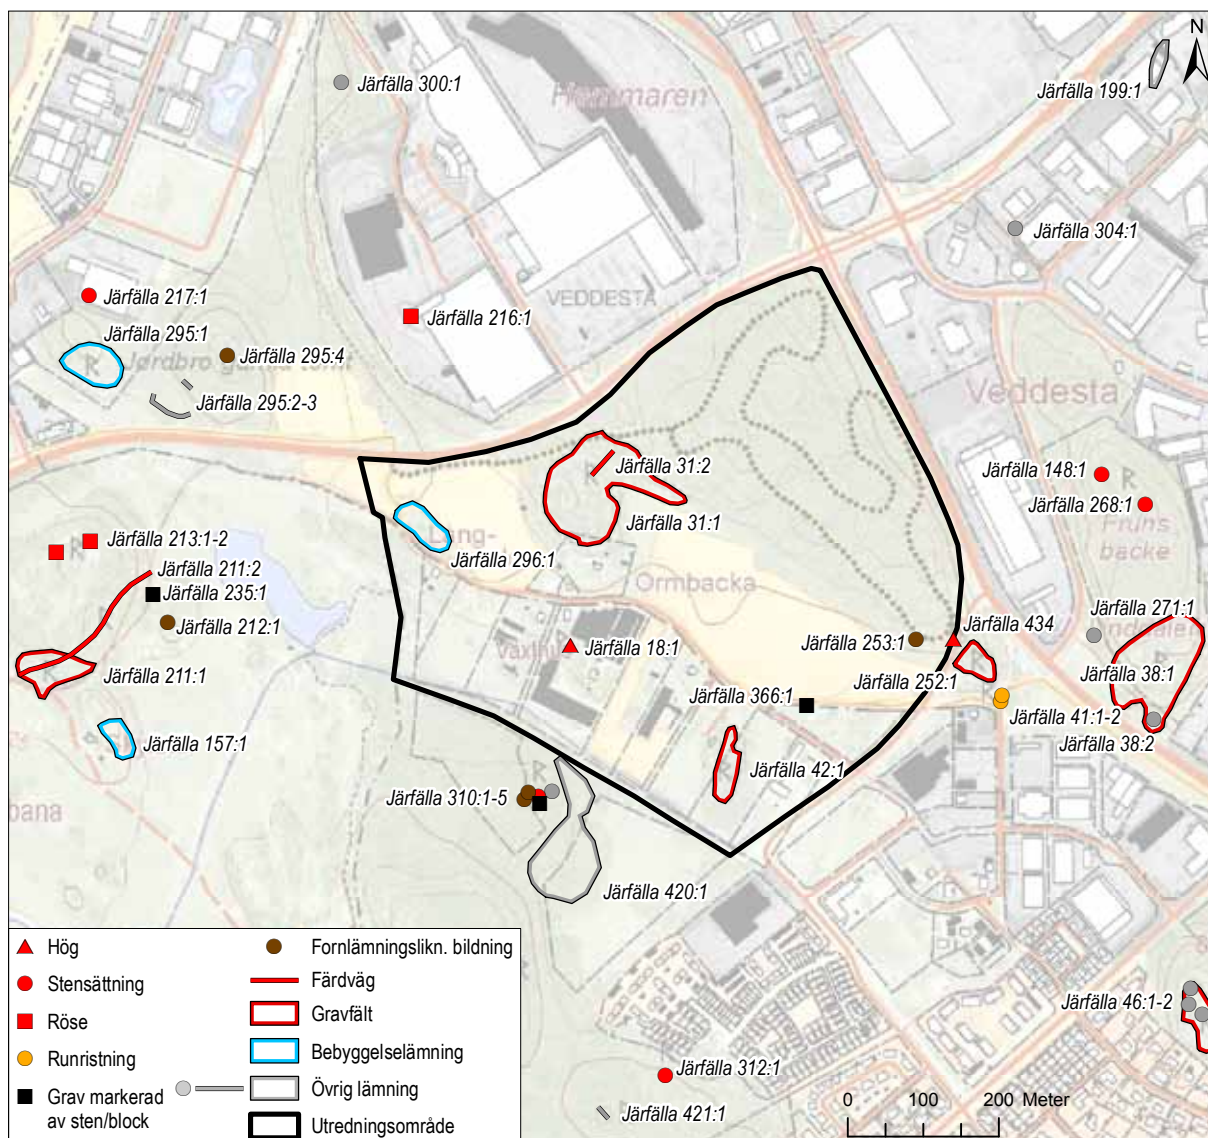 N
Järfälla 300:1
Hammaren
Järfälla 199:1
Järfälla 304:1
Järfälla 217:1
VEDDESTA
Järfälla 216:1
Järfälla 295:1
Järfälla 295:4
Veddesta
Järfälla 295:2-3
Järfälla 31:2
Järfälla 148:1
Järfälla 268:1
Järfälla 31:1
Fruns
backe
Järfälla 213:1-2
Järfälla 296:1
Lung-
Järfälla 211:2
Ormbacka
Järfälla 235:1
Järfälla 271:1
Järfälla 212:1
Järfälla 434
Järfälla 253:1
Järfälla 18:1
Järfälla 211:1
Järfälla 252:1
Järfälla 38:1
Järfälla 366:1
Järfälla 41:1-2
Järfälla 157:1
Järfälla 38:2
Järfälla 42:1
Järfälla 310:1-5
bana
Järfälla 420:1
Järfälla 46:1-2
Järfälla 312:1
Järfälla 421:1
Hög
Stensättning
Röse
Runristning
Grav markerad
av sten/block
Fornlämningslikn. bildning
Färdväg
Gravfält
Bebyggelselämning
Övrig lämning
Utredningsområde
0 100 200 Meter